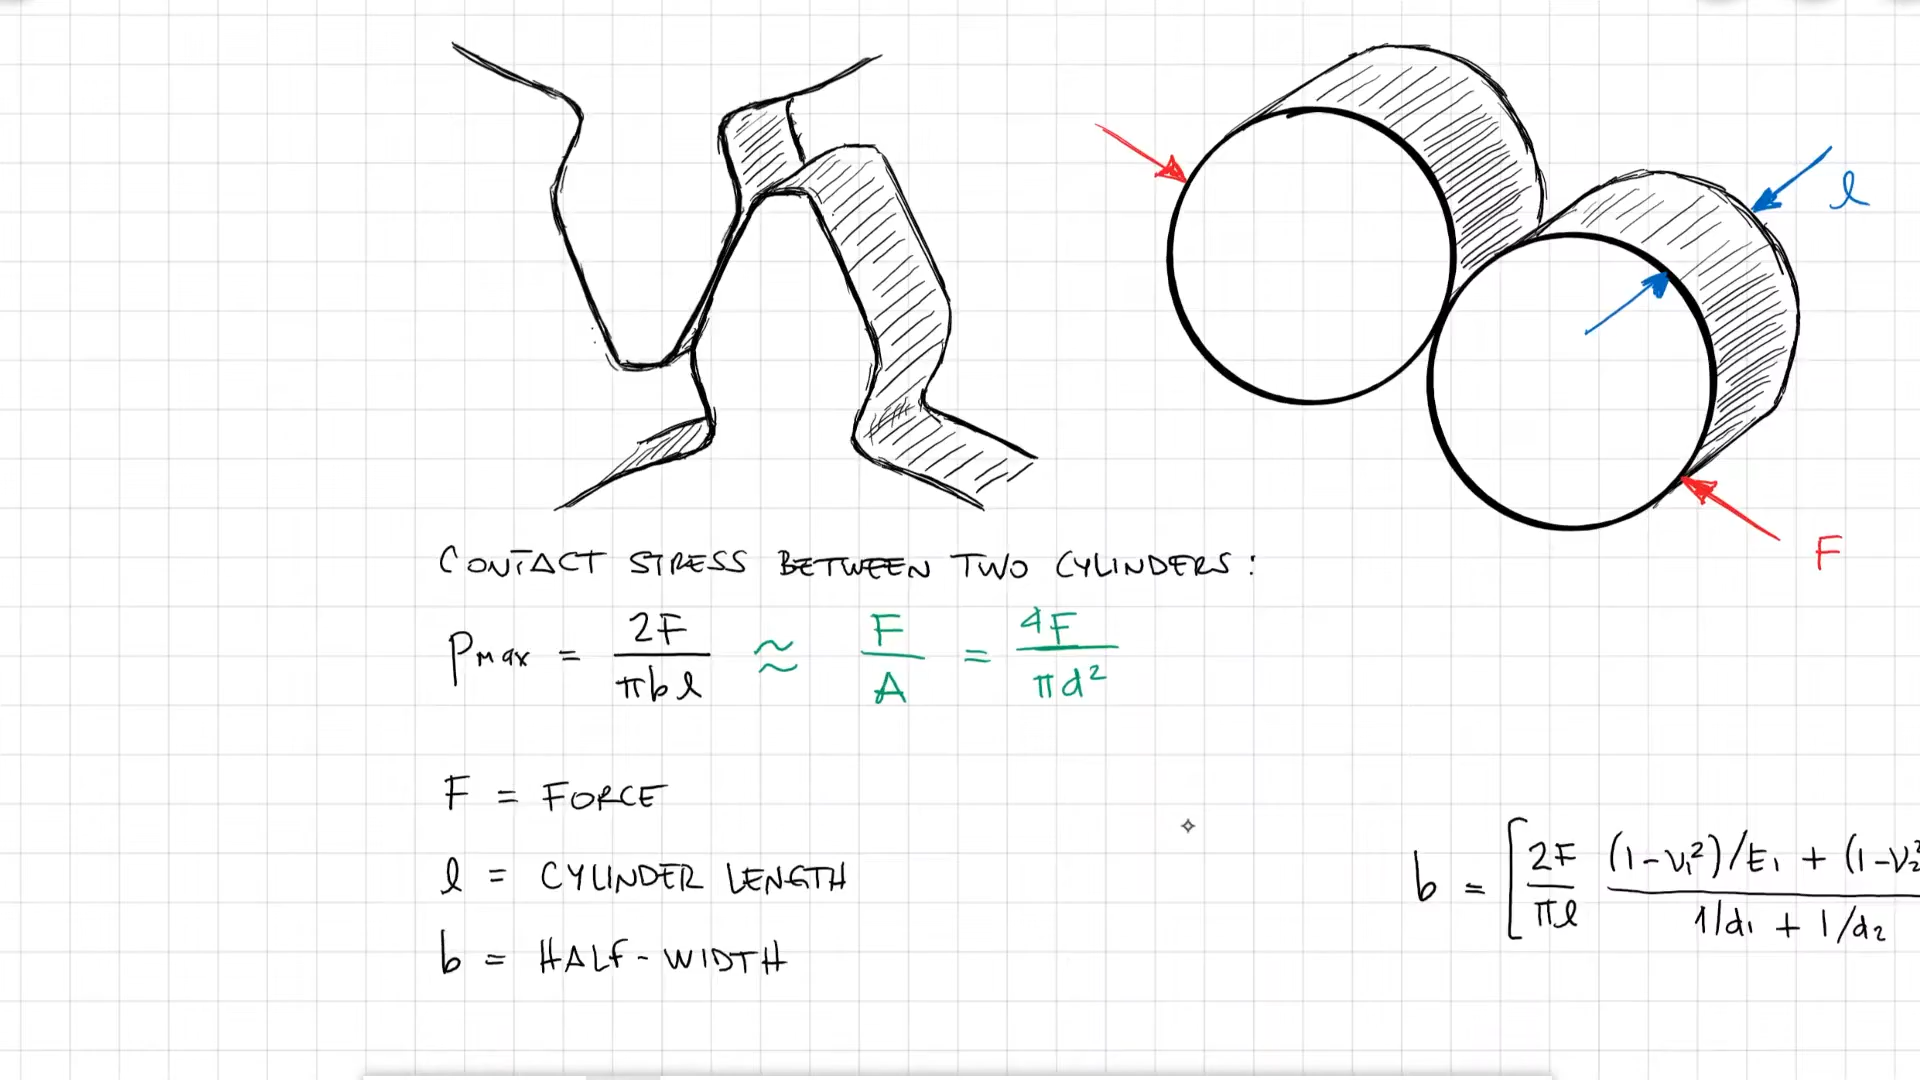 l
F
CONTACT STRESS BETWEEN TWO CYLINDERS:
Pmax = 2F / πbl ≈ F / A = 4F / πd²
F = FORCE
l = CYLINDER LENGTH
b = [2F / πl (1-ν₁²)/E₁ + (1-ν₂² / 1/d₁ + 1/d₂
b = HALF-WIDTH